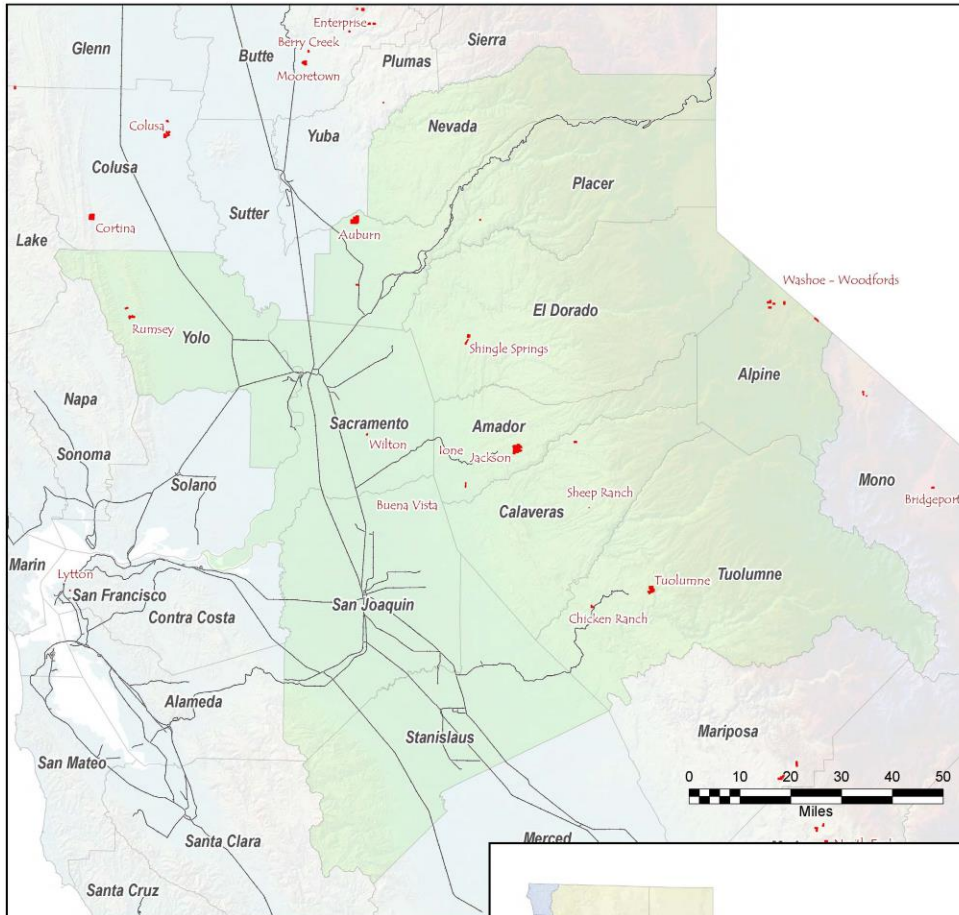 Enterprise
Glenn
Butte
Berry Creek
Sierra
Plumas
Mooretown
Colusa
Yuba
Nevada
Colusa
Placer
Sutter
Cortina
Auburn
Lake
Washoe - Woodfords
El Dorado
Rumsey
Yolo
Shingle Springs
Alpine
Napa
Sacramento
Amador
Wilton
Ione
Jackson
Sonoma
Solano
Mono
Sheep Ranch
Bridgeport
Buena Vista
Calaveras
Marin
Lytton
Tuolumne
Tuolumne
San Francisco
San Joaquin
Contra Costa
Chicken Ranch
Alameda
Mariposa
Stanislaus
San Mateo
0 10 20 30 40 50
Miles
Santa Clara
Merced
Santa Cruz